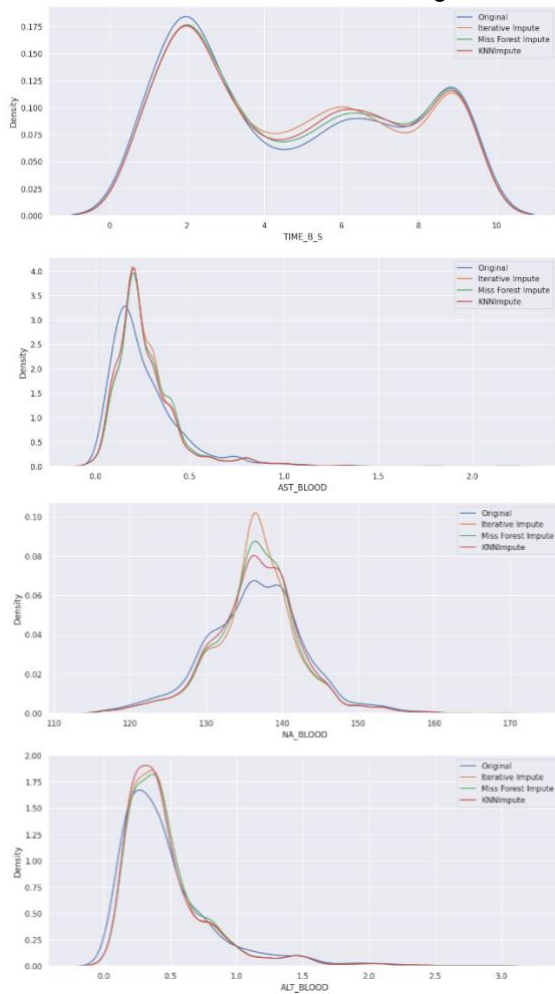 Original
Iterative Impute
Miss Forest Impute
KNNImpute
0.175
0.150
0.125
0.100
0.075
0.050
0.025
0.000
Density
0 2 4 6 8 10
TIME_B_S
Original
Iterative Impute
Miss Forest Impute
KNNImpute
4.0
3.5
3.0
2.5
2.0
1.5
1.0
0.5
0.0
Density
0.0 0.5 1.0 1.5 2.0
AST_BLOOD
Original
Iterative Impute
Miss Forest Impute
KNNImpute
0.10
0.08
0.06
0.04
0.02
0.00
Density
110 120 130 140 150 160 170
NA_BLOOD
Original
Iterative Impute
Miss Forest Impute
KNNImpute
2.00
1.75
1.50
1.25
1.00
0.75
0.50
0.25
0.00
Density
0.0 0.5 1.0 1.5 2.0 2.5 3.0
ALT_BLOOD